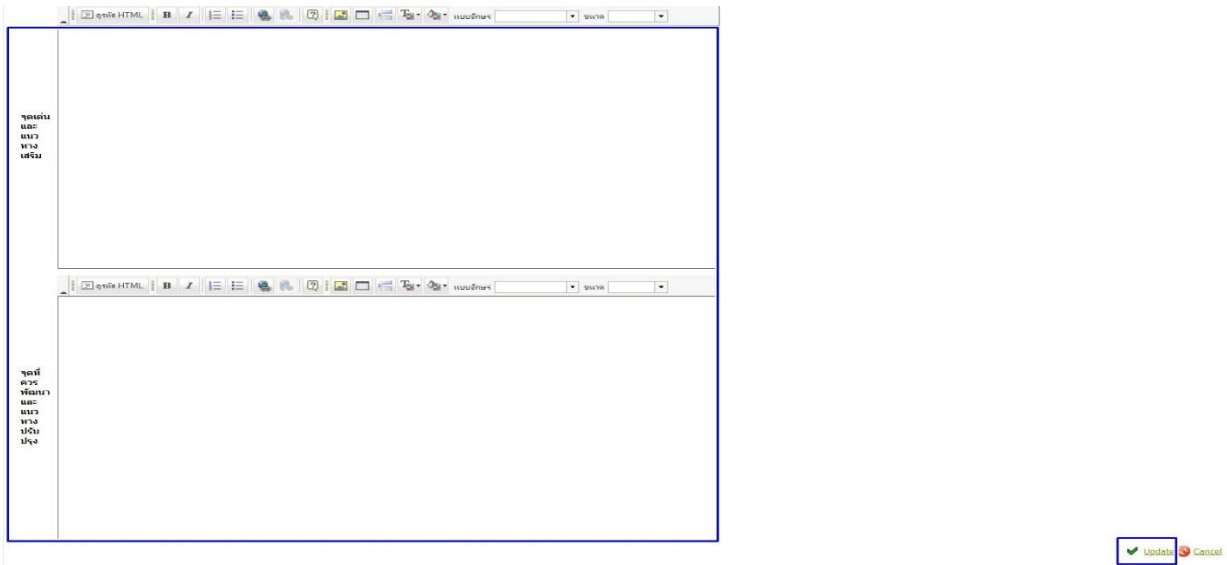 ดูรหัส HTML B I แบบอักษร ขนาด
จุดเด่น
และ
แนว
ทาง
เสริม
ดูรหัส HTML B I แบบอักษร ขนาด
จุดที่
ควร
พัฒนา
และ
แนว
ทาง
ปรับ
ปรุง
Update Cancel